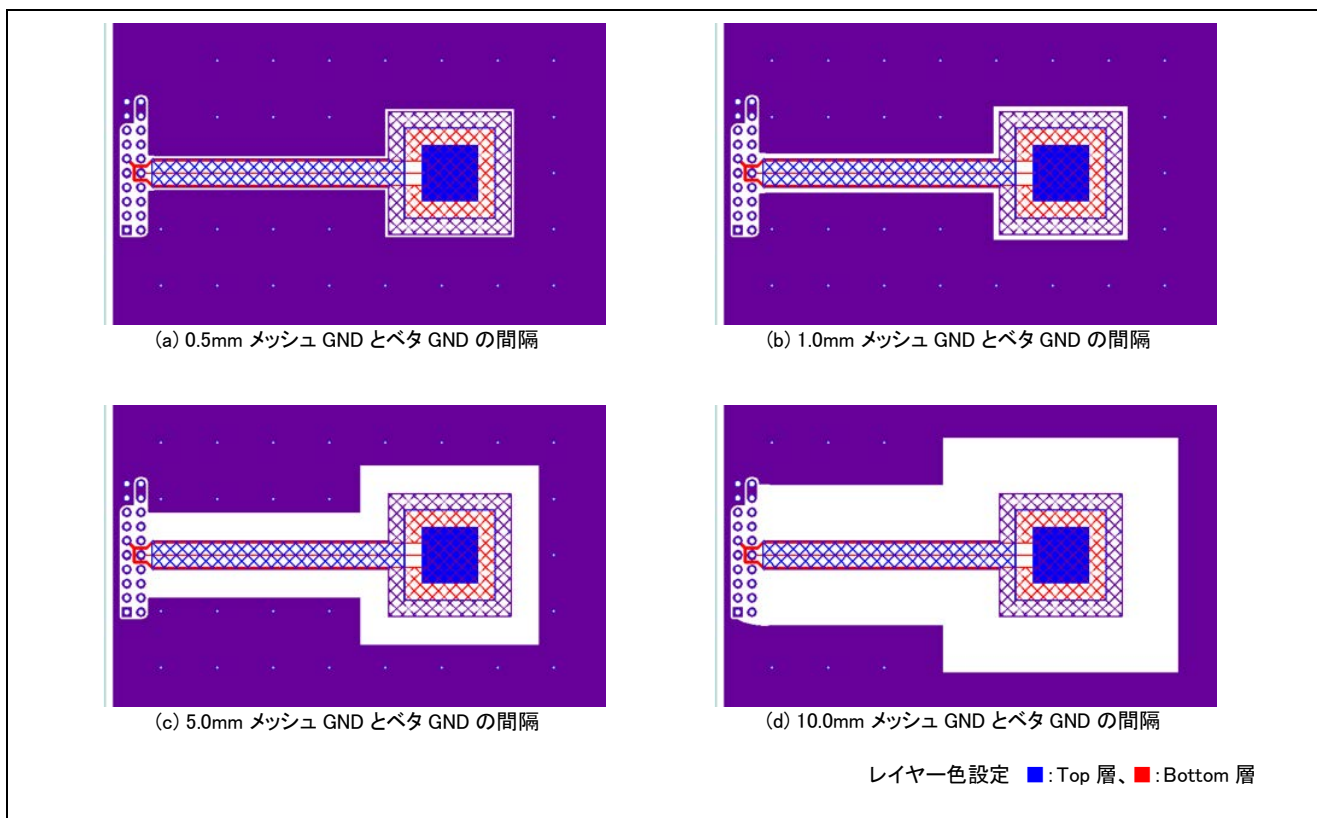 (a) 0.5mm メッシュ GND とベタ GND の間隔
(b) 1.0mm メッシュ GND とベタ GND の間隔
(c) 5.0mm メッシュ GND とベタ GND の間隔
(d) 10.0mm メッシュ GND とベタ GND の間隔
レイヤー色設定 ■:Top 層、■:Bottom 層